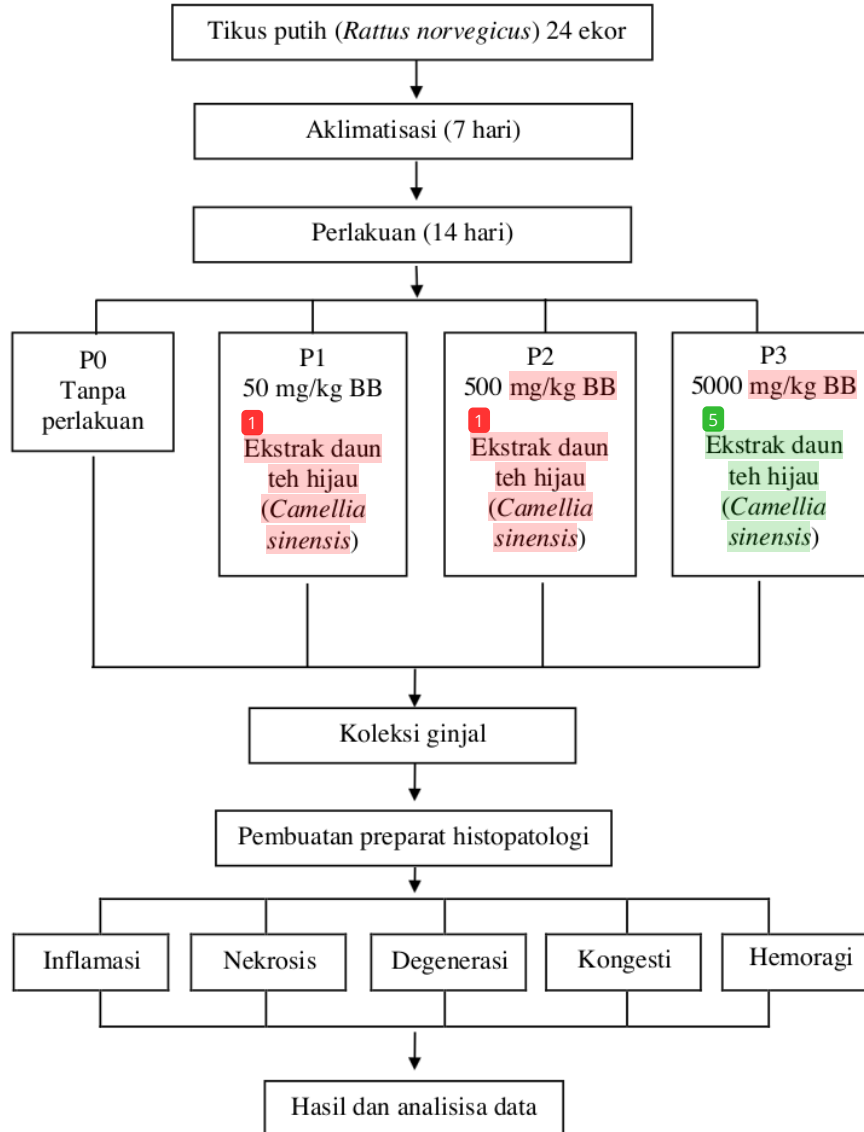 Tikus putih (Rattus norvegicus) 24 ekor
Aklimatisasi (7 hari)
Perlakuan (14 hari)
P0
Tanpa
perlakuan
P1
50 mg/kg BB
1
Ekstrak daun
teh hijau
(Camellia
sinensis)
P2
500 mg/kg BB
1
Ekstrak daun
teh hijau
(Camellia
sinensis)
P3
5000 mg/kg BB
5
Ekstrak daun
teh hijau
(Camellia
sinensis)
Koleksi ginjal
Pembuatan preparat histopatologi
Inflamasi
Nekrosis
Degenerasi
Kongesti
Hemoragi
Hasil dan analisisa data